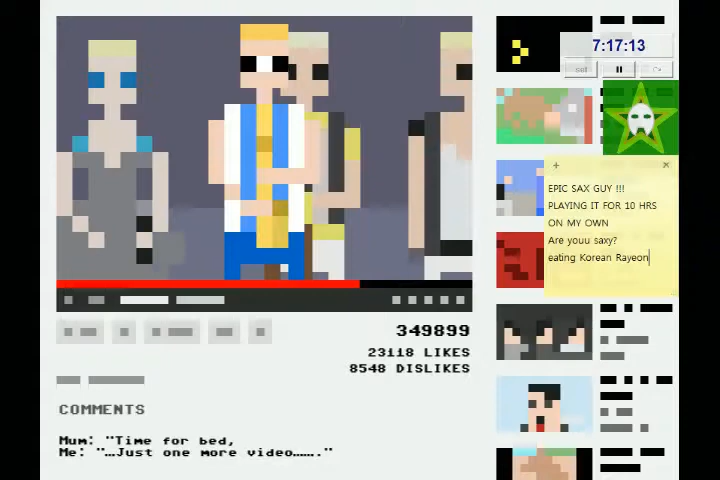 7:17:13
set
EPIC SAX GUY !!!
PLAYING IT FOR 10 HRS
ON MY OWN
Are youu saxy?
eating Korean Rayeon
349899
23118 LIKES
8548 DISLIKES
COMMENTS
Mum: "Time for bed,
Me: "…Just one more video……."